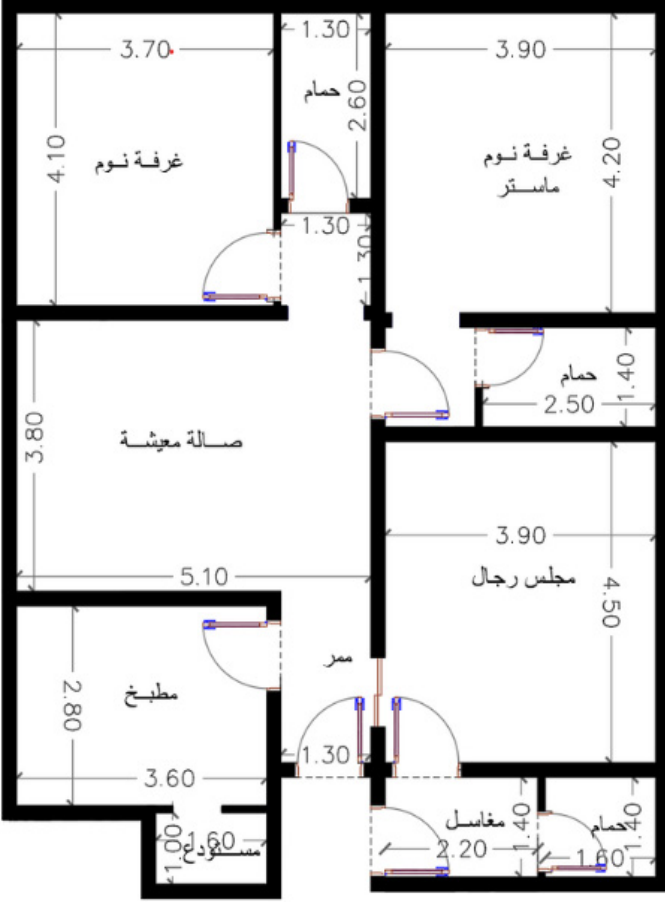 3.70
1.30
3.90
حمام
2.60
4.10
غرفة نوم
غرفة نوم
ماستر
4.20
1.30
1.30
حمام
1.40
2.50
3.80
صالة معيشة
5.10
3.90
مجلس رجال
4.50
ممر
مطبخ
2.80
1.30
3.60
مغاسل
1.40
2.20
حمام
1.40
1.60
1.00
1.60
مستودع